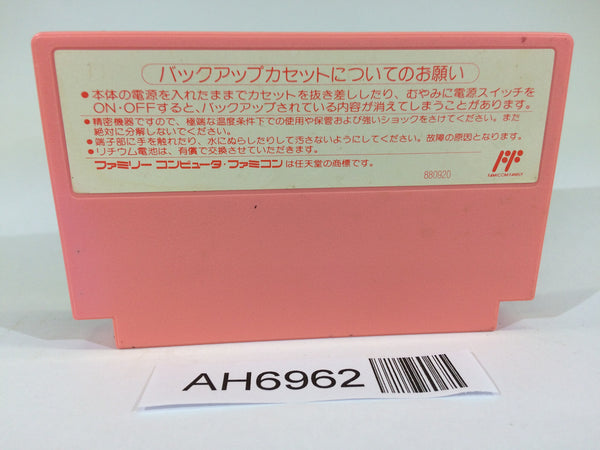 バックアップカセットについてのお願い
●本体の電源を入れたままでカセットを抜き差ししたり、むやみに電源スイッチを
ON・OFFすると、バックアップされている内容が消えてしまうことがあります。
●精密機器ですので、極端な温度条件下での使用や保管および強いショックをさけてください。また
絶対に分解しないでください。
●端子部に手を触れたり、水にぬらしたりして汚さないようにしてください。故障の原因となります。
●リチウム電池は、有償で交換させていただきます。
ファミリー コンピュータ・ファミコンは任天堂の商標です。
880920
FAMICOM FAMILY
AH6962